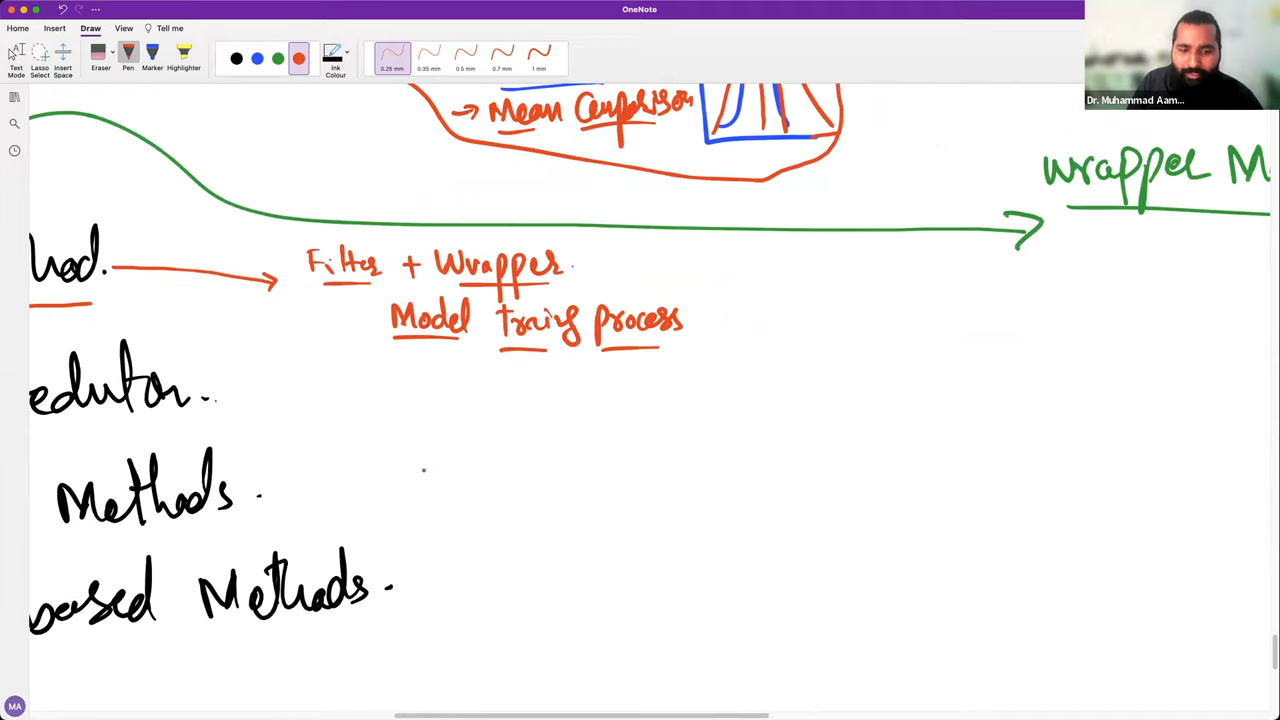 OneNote
Home Insert Draw View Tell me
Text Mode
Lasso Select
Insert Space
Eraser
Pen
Marker
Highlighter
Ink Colour
0.25 mm
0.35 mm
0.5 mm
0.7 mm
1 mm
Dr. Muhammad Aam...
→ Mean Comparison
wrapper M
hod.
Filter + Wrapper
Model traing process
Methods.
based Methods.
MA